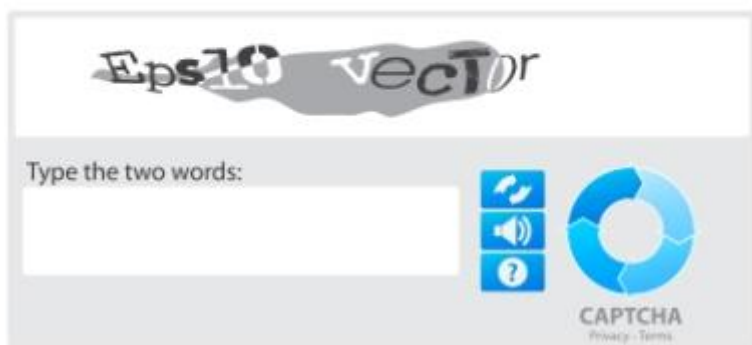 Eps10 vector
Type the two words:
?
CAPTCHA
Privacy - Terms